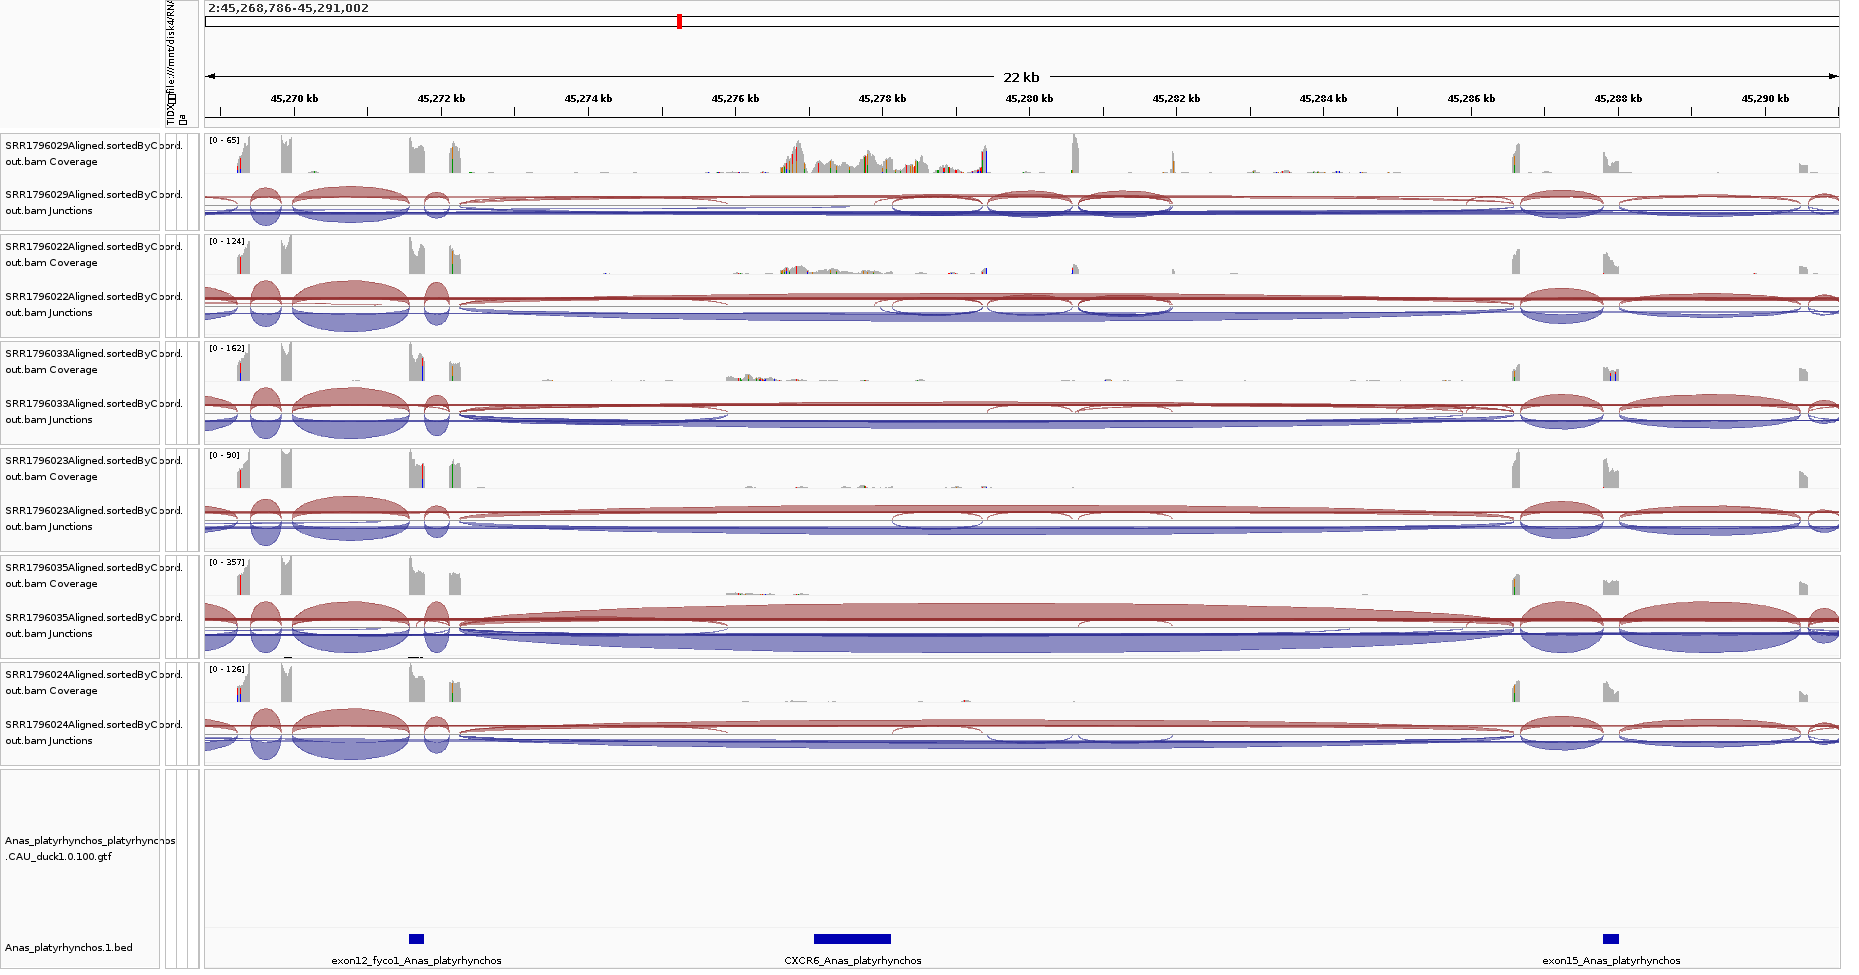 2:45,268,786-45,291,002
22 kb
45,270 kb 45,272 kb 45,274 kb 45,276 kb 45,278 kb 45,280 kb 45,282 kb 45,284 kb 45,286 kb 45,288 kb 45,290 kb
SRR1796029Aligned.sortedByCoord.
out.bam Coverage
[0 - 65]
SRR1796029Aligned.sortedByCoord.
out.bam Junctions
SRR1796022Aligned.sortedByCoord.
out.bam Coverage
[0 - 124]
SRR1796022Aligned.sortedByCoord.
out.bam Junctions
SRR1796033Aligned.sortedByCoord.
out.bam Coverage
[0 - 162]
SRR1796033Aligned.sortedByCoord.
out.bam Junctions
SRR1796023Aligned.sortedByCoord.
out.bam Coverage
[0 - 90]
SRR1796023Aligned.sortedByCoord.
out.bam Junctions
SRR1796035Aligned.sortedByCoord.
out.bam Coverage
[0 - 357]
SRR1796035Aligned.sortedByCoord.
out.bam Junctions
SRR1796024Aligned.sortedByCoord.
out.bam Coverage
[0 - 126]
SRR1796024Aligned.sortedByCoord.
out.bam Junctions
Anas_platyrhynchos_platyrhynchos
.CAU_duck1.0.100.gtf
Anas_platyrhynchos.1.bed
exon12_fyco1_Anas_platyrhynchos CXCR6_Anas_platyrhynchos exon15_Anas_platyrhynchos